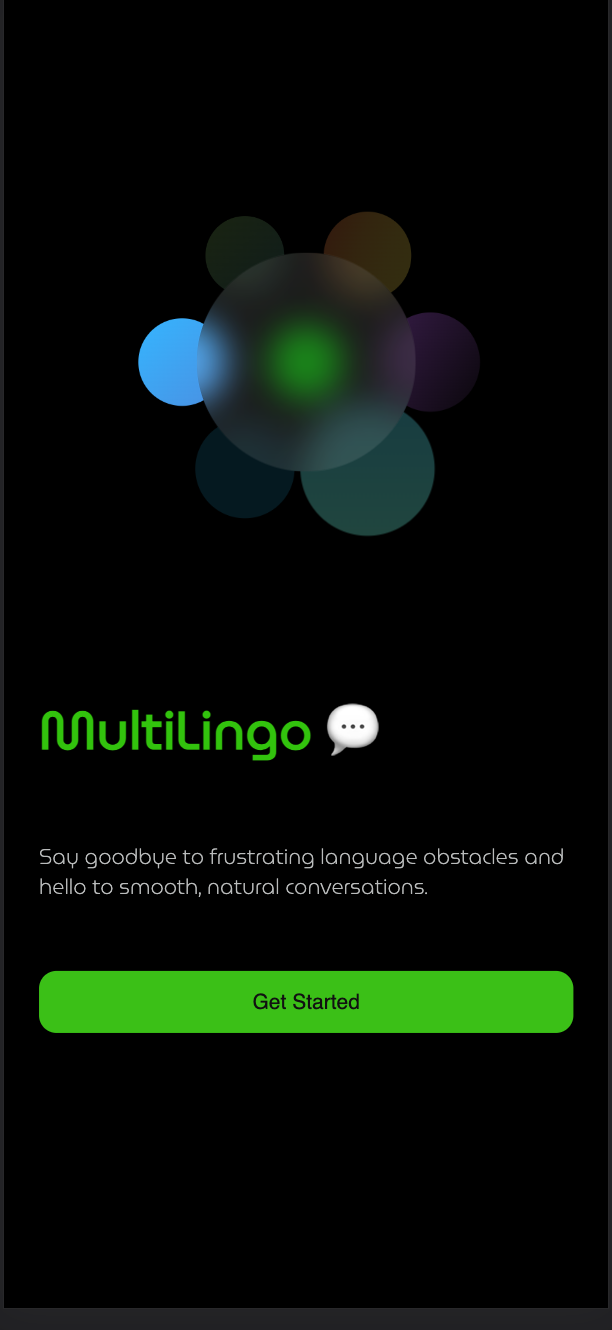 MultiLingo 💬
Say goodbye to frustrating language obstacles and
hello to smooth, natural conversations.
Get Started